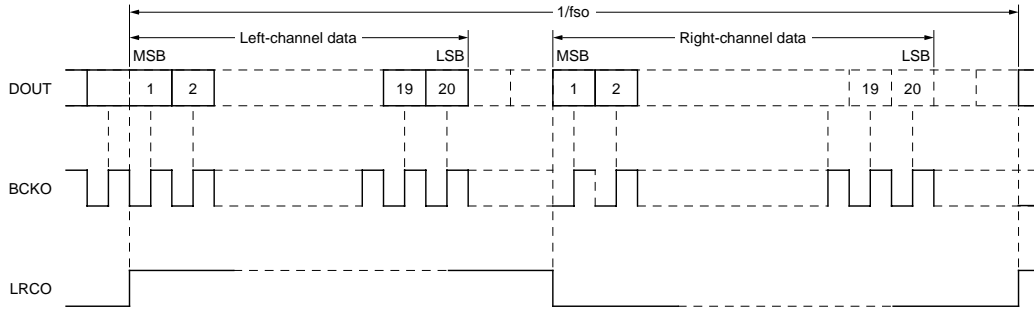 1/fso
Left-channel data
Right-channel data
MSB
LSB
MSB
LSB
DOUT
1
2
19
20
1
2
19
20
BCKO
LRCO